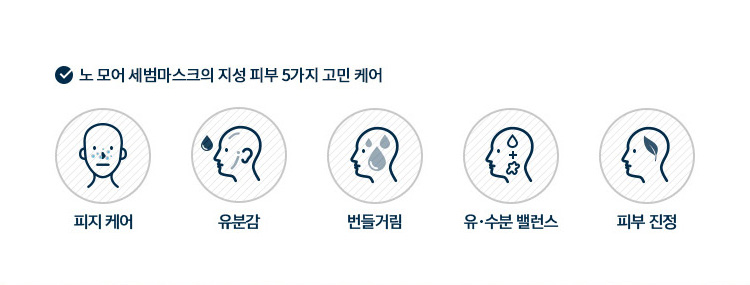 노 모어 세범마스크의 지성 피부 5가지 고민 케어
피지 케어
유분감
번들거림
유·수분 밸런스
피부 진정